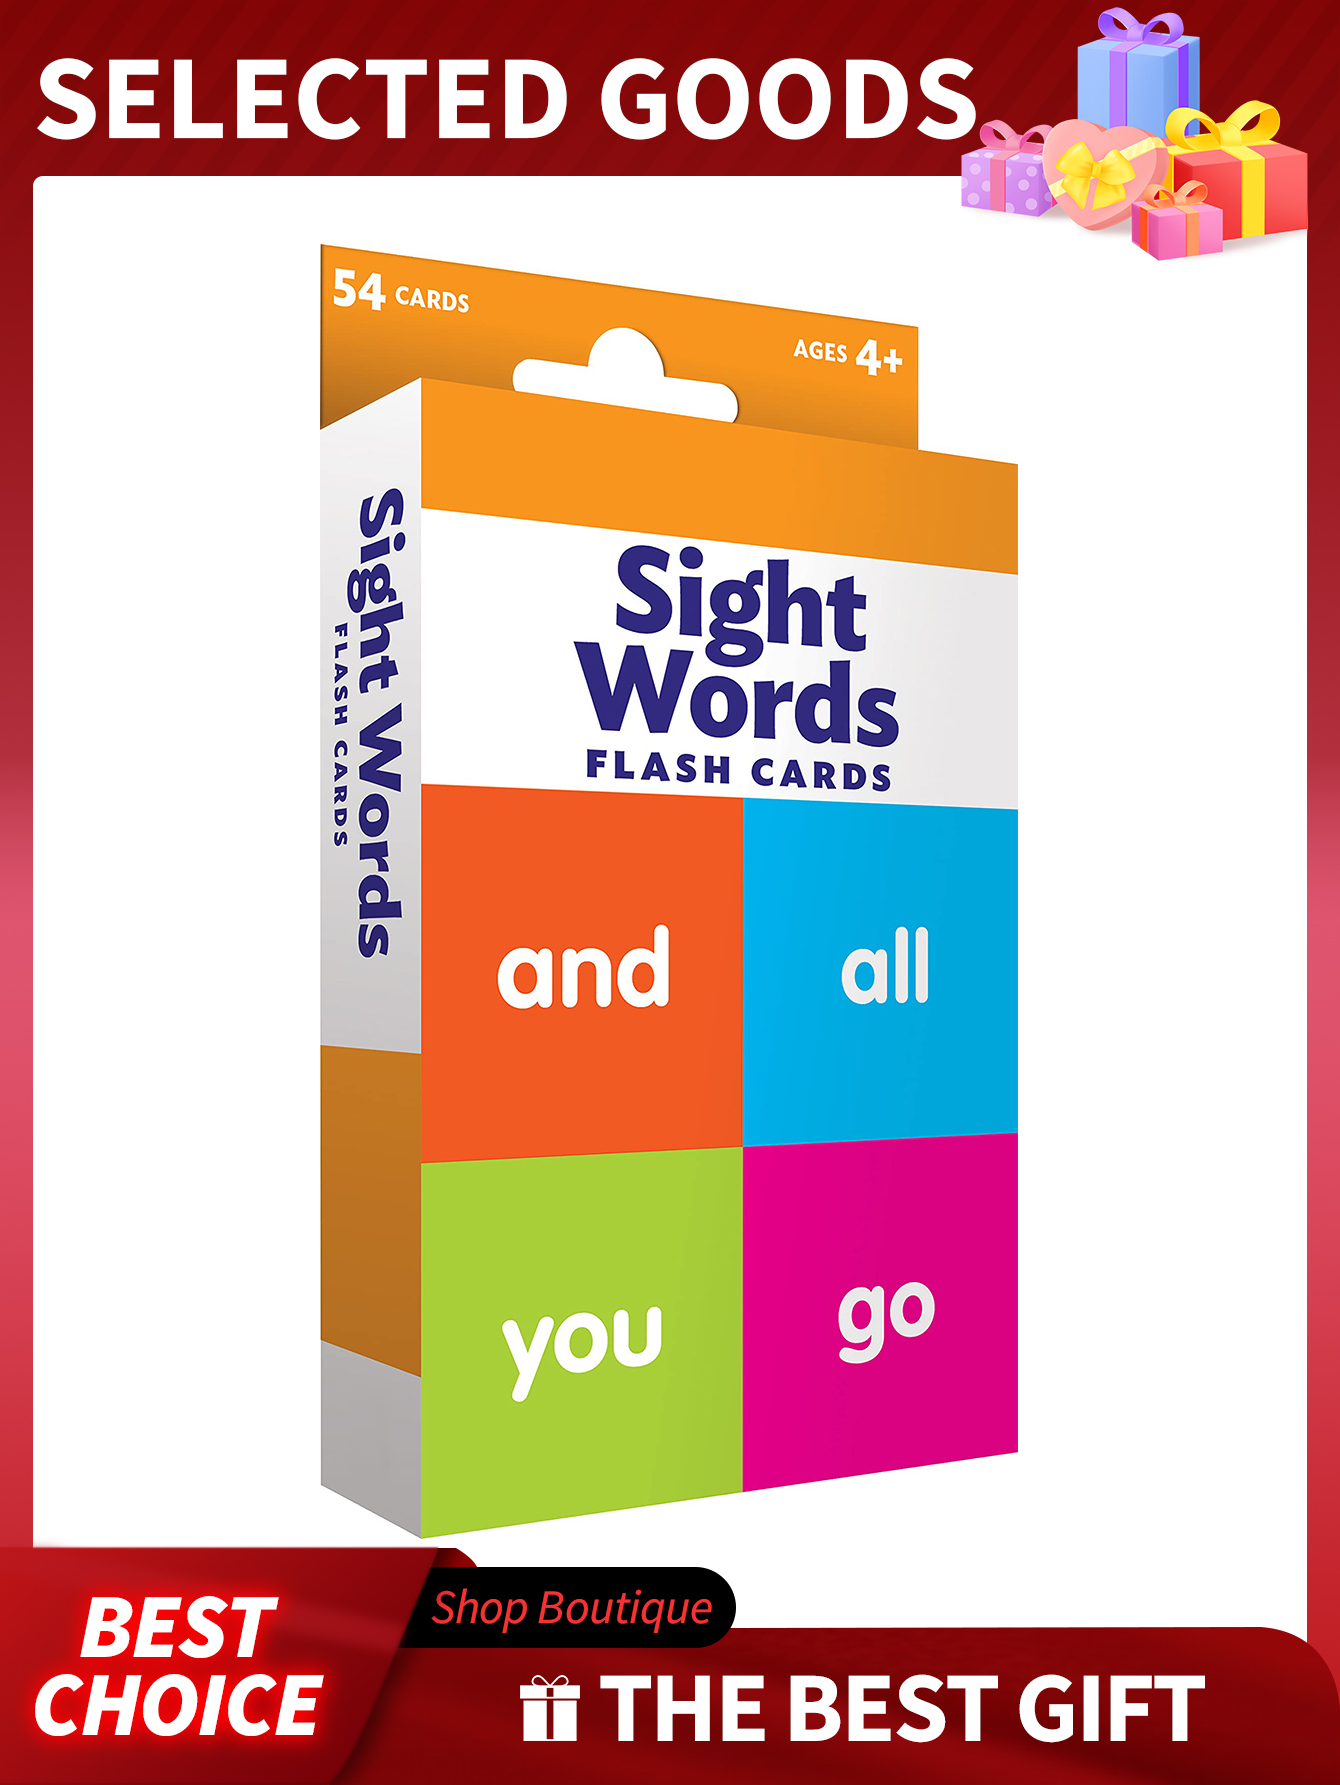 SELECTED GOODS
54 CARDS
AGES 4+
Sight Words
FLASH CARDS
Sight
Words
FLASH CARDS
and
all
you
go
Shop Boutique
BEST
CHOICE
THE BEST GIFT